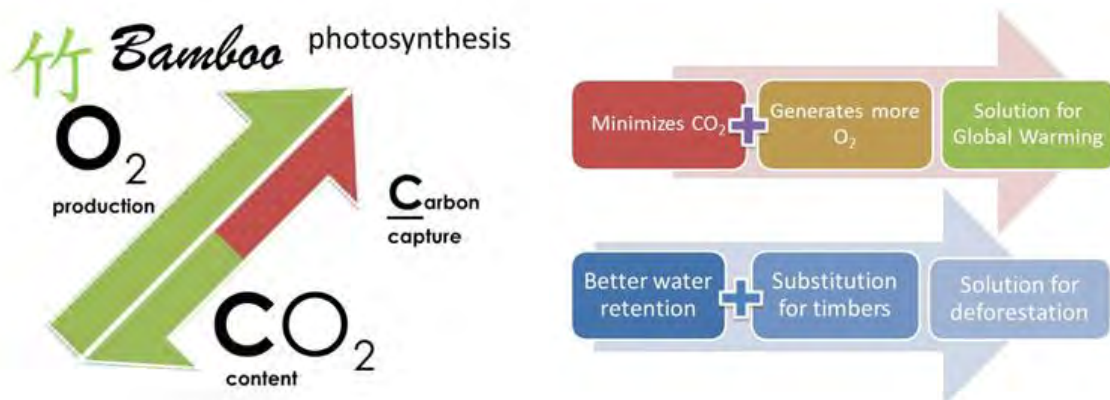 竹 Bamboo photosynthesis
O2
production
Carbon
capture
CO2
content
Minimizes CO2
Generates more
O2
Solution for
Global Warming
Better water
retention
Substitution
for timbers
Solution for
deforestation